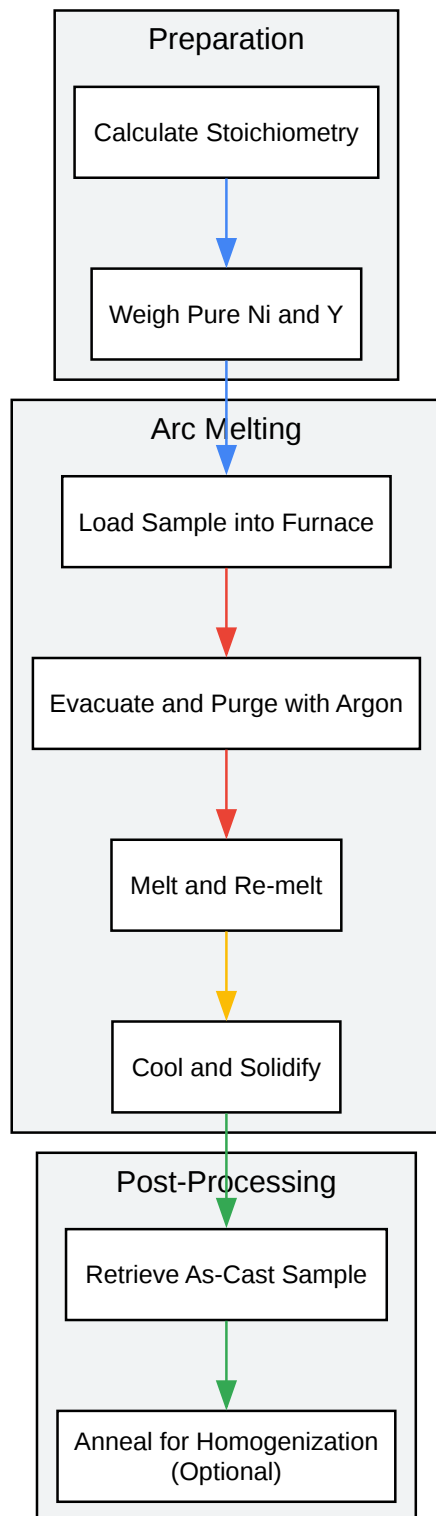 Preparation
Calculate Stoichiometry
Weigh Pure Ni and Y
Arc Melting
Load Sample into Furnace
Evacuate and Purge with Argon
Melt and Re-melt
Cool and Solidify
Post-Processing
Retrieve As-Cast Sample
Anneal for Homogenization
(Optional)